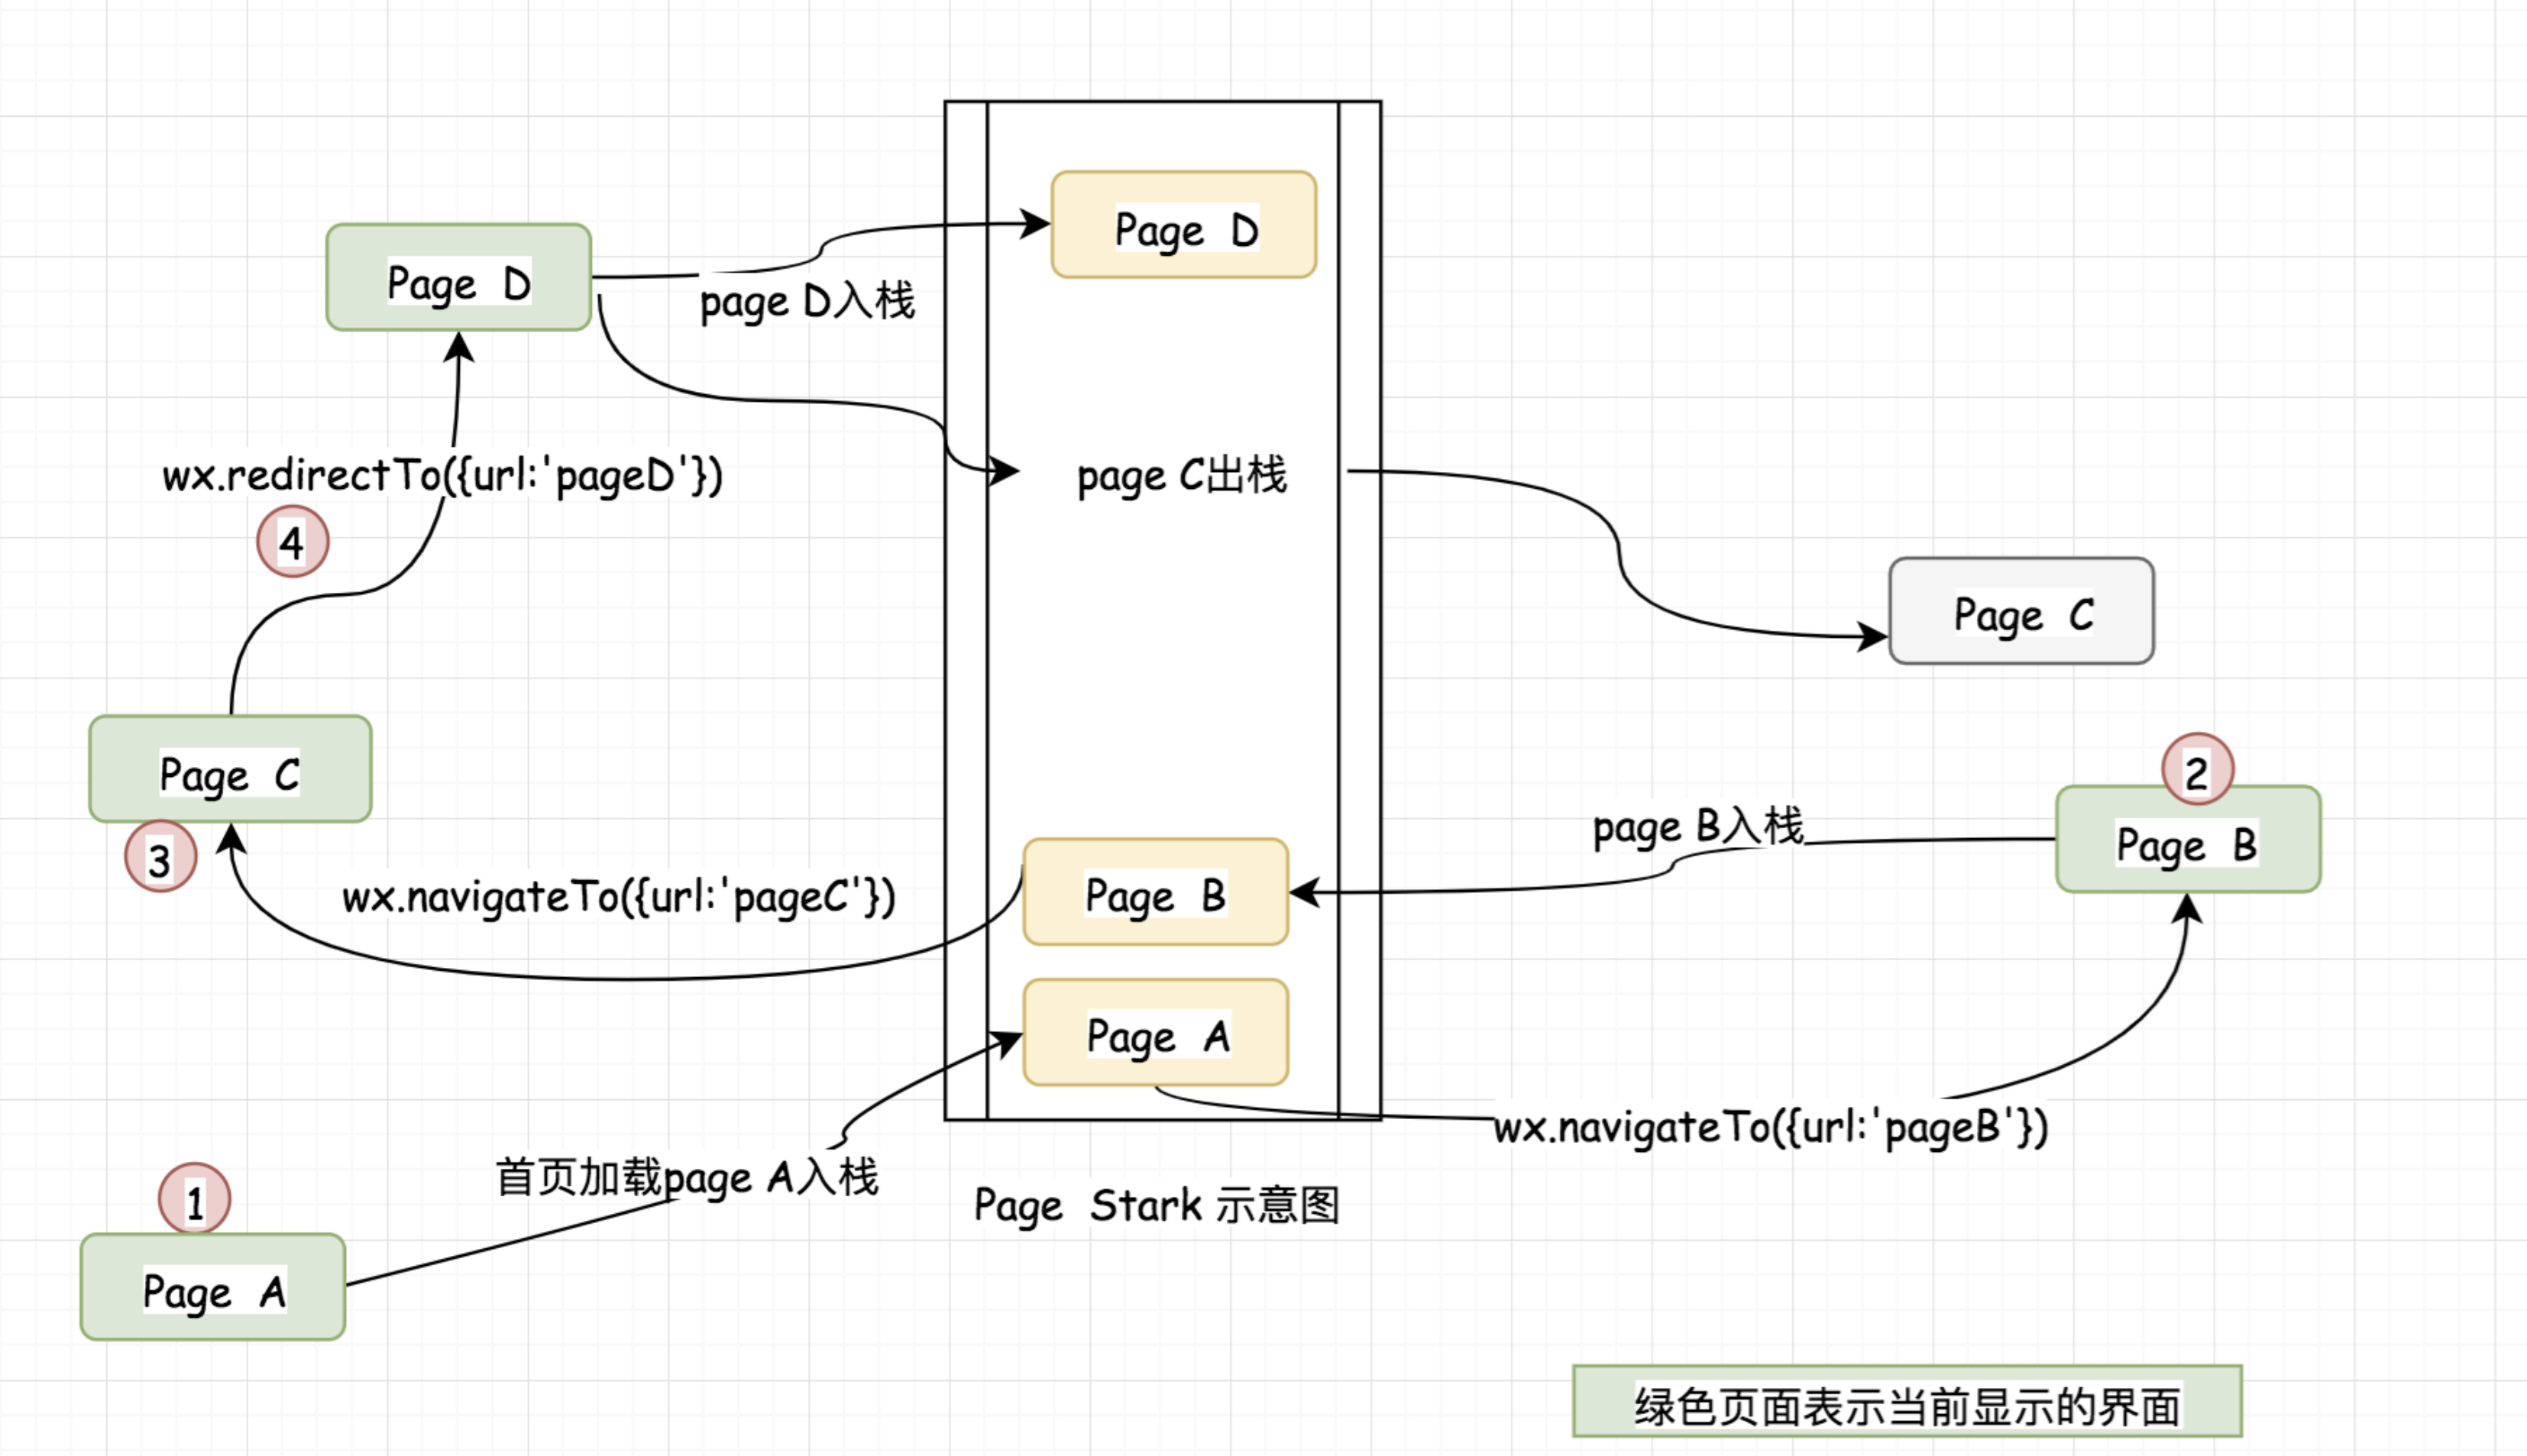 Page D
Page D
page D入栈
wx.redirectTo({url:'pageD'})
page C出栈
4
Page C
2
Page C
page B入栈
Page B
3
wx.navigateTo({url:'pageC'})
Page B
Page A
wx.navigateTo({url:'pageB'})
首页加载page A入栈
1
Page Stark 示意图
Page A
绿色页面表示当前显示的界面